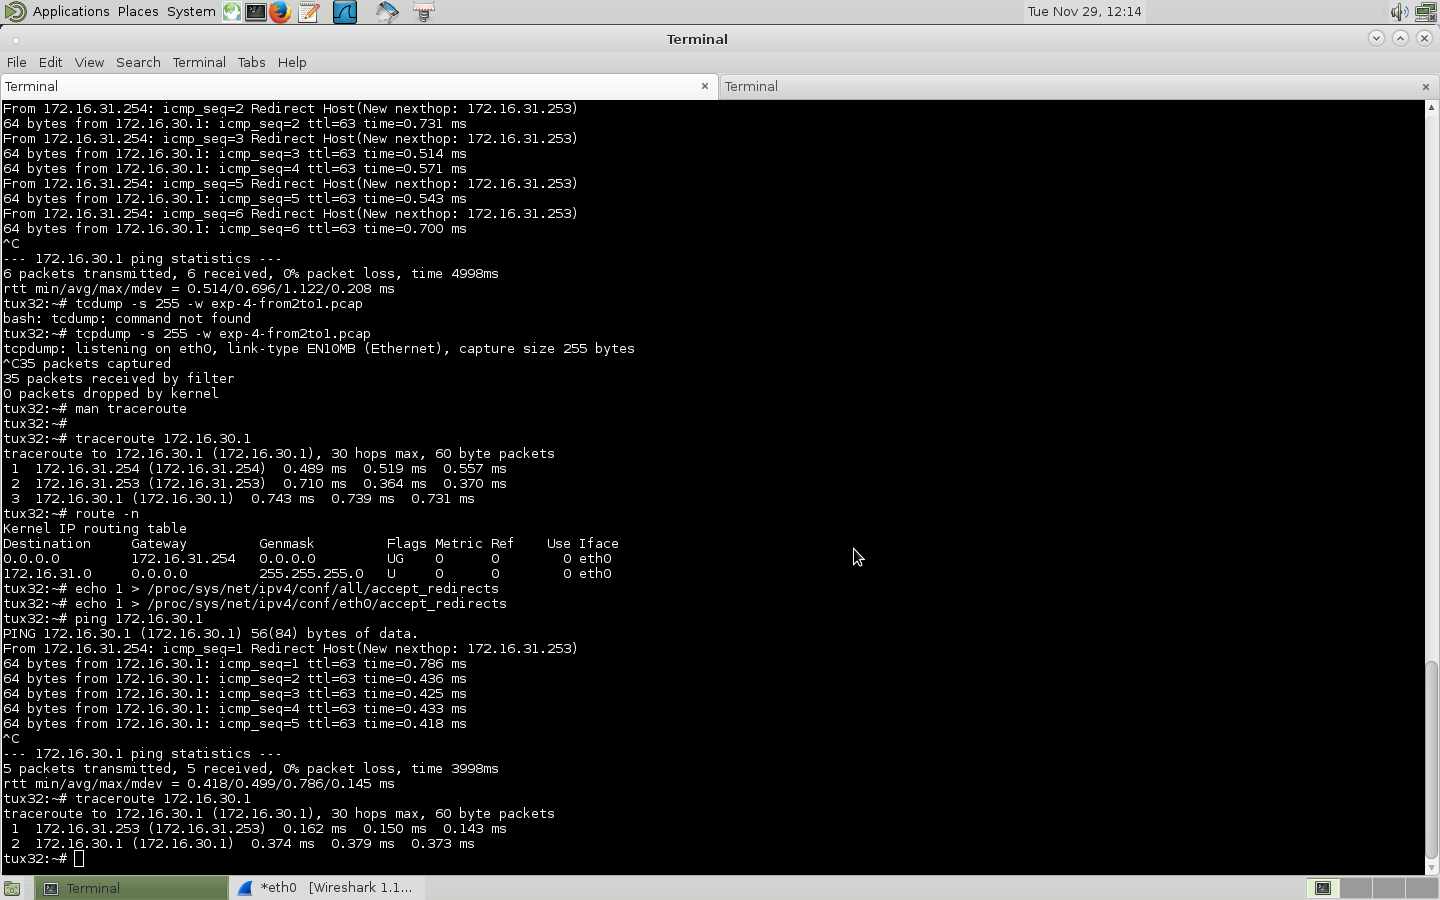 Applications Places System
Tue Nov 29, 12:14
Terminal
File Edit View Search Terminal Tabs Help
Terminal × Terminal ×
From 172.16.31.254: icmp_seq=2 Redirect Host(New nexthop: 172.16.31.253)
64 bytes from 172.16.30.1: icmp_seq=2 ttl=63 time=0.731 ms
From 172.16.31.254: icmp_seq=3 Redirect Host(New nexthop: 172.16.31.253)
64 bytes from 172.16.30.1: icmp_seq=3 ttl=63 time=0.514 ms
64 bytes from 172.16.30.1: icmp_seq=4 ttl=63 time=0.571 ms
From 172.16.31.254: icmp_seq=5 Redirect Host(New nexthop: 172.16.31.253)
64 bytes from 172.16.30.1: icmp_seq=5 ttl=63 time=0.543 ms
From 172.16.31.254: icmp_seq=6 Redirect Host(New nexthop: 172.16.31.253)
64 bytes from 172.16.30.1: icmp_seq=6 ttl=63 time=0.700 ms
^C
--- 172.16.30.1 ping statistics ---
6 packets transmitted, 6 received, 0% packet loss, time 4998ms
rtt min/avg/max/mdev = 0.514/0.696/1.122/0.208 ms
tux32:~# tcdump -s 255 -w exp-4-from2to1.pcap
bash: tcdump: command not found
tux32:~# tcpdump -s 255 -w exp-4-from2to1.pcap
tcpdump: listening on eth0, link-type EN10MB (Ethernet), capture size 255 bytes
^C35 packets captured
35 packets received by filter
0 packets dropped by kernel
tux32:~# man traceroute
tux32:~#
tux32:~# traceroute 172.16.30.1
traceroute to 172.16.30.1 (172.16.30.1), 30 hops max, 60 byte packets
1 172.16.31.254 (172.16.31.254) 0.489 ms 0.519 ms 0.557 ms
2 172.16.31.253 (172.16.31.253) 0.710 ms 0.364 ms 0.370 ms
3 172.16.30.1 (172.16.30.1) 0.743 ms 0.739 ms 0.731 ms
tux32:~# route -n
Kernel IP routing table
Destination Gateway Genmask Flags Metric Ref Use Iface
0.0.0.0 172.16.31.254 0.0.0.0 UG 0 0 0 eth0
172.16.31.0 0.0.0.0 255.255.255.0 U 0 0 0 eth0
tux32:~# echo 1 > /proc/sys/net/ipv4/conf/all/accept_redirects
tux32:~# echo 1 > /proc/sys/net/ipv4/conf/eth0/accept_redirects
tux32:~# ping 172.16.30.1
PING 172.16.30.1 (172.16.30.1) 56(84) bytes of data.
From 172.16.31.254: icmp_seq=1 Redirect Host(New nexthop: 172.16.31.253)
64 bytes from 172.16.30.1: icmp_seq=1 ttl=63 time=0.786 ms
64 bytes from 172.16.30.1: icmp_seq=2 ttl=63 time=0.436 ms
64 bytes from 172.16.30.1: icmp_seq=3 ttl=63 time=0.425 ms
64 bytes from 172.16.30.1: icmp_seq=4 ttl=63 time=0.433 ms
64 bytes from 172.16.30.1: icmp_seq=5 ttl=63 time=0.418 ms
^C
--- 172.16.30.1 ping statistics ---
5 packets transmitted, 5 received, 0% packet loss, time 3998ms
rtt min/avg/max/mdev = 0.418/0.499/0.786/0.145 ms
tux32:~# traceroute 172.16.30.1
traceroute to 172.16.30.1 (172.16.30.1), 30 hops max, 60 byte packets
1 172.16.31.253 (172.16.31.253) 0.162 ms 0.150 ms 0.143 ms
2 172.16.30.1 (172.16.30.1) 0.374 ms 0.379 ms 0.373 ms
tux32:~#
Terminal *eth0 [Wireshark 1.1...